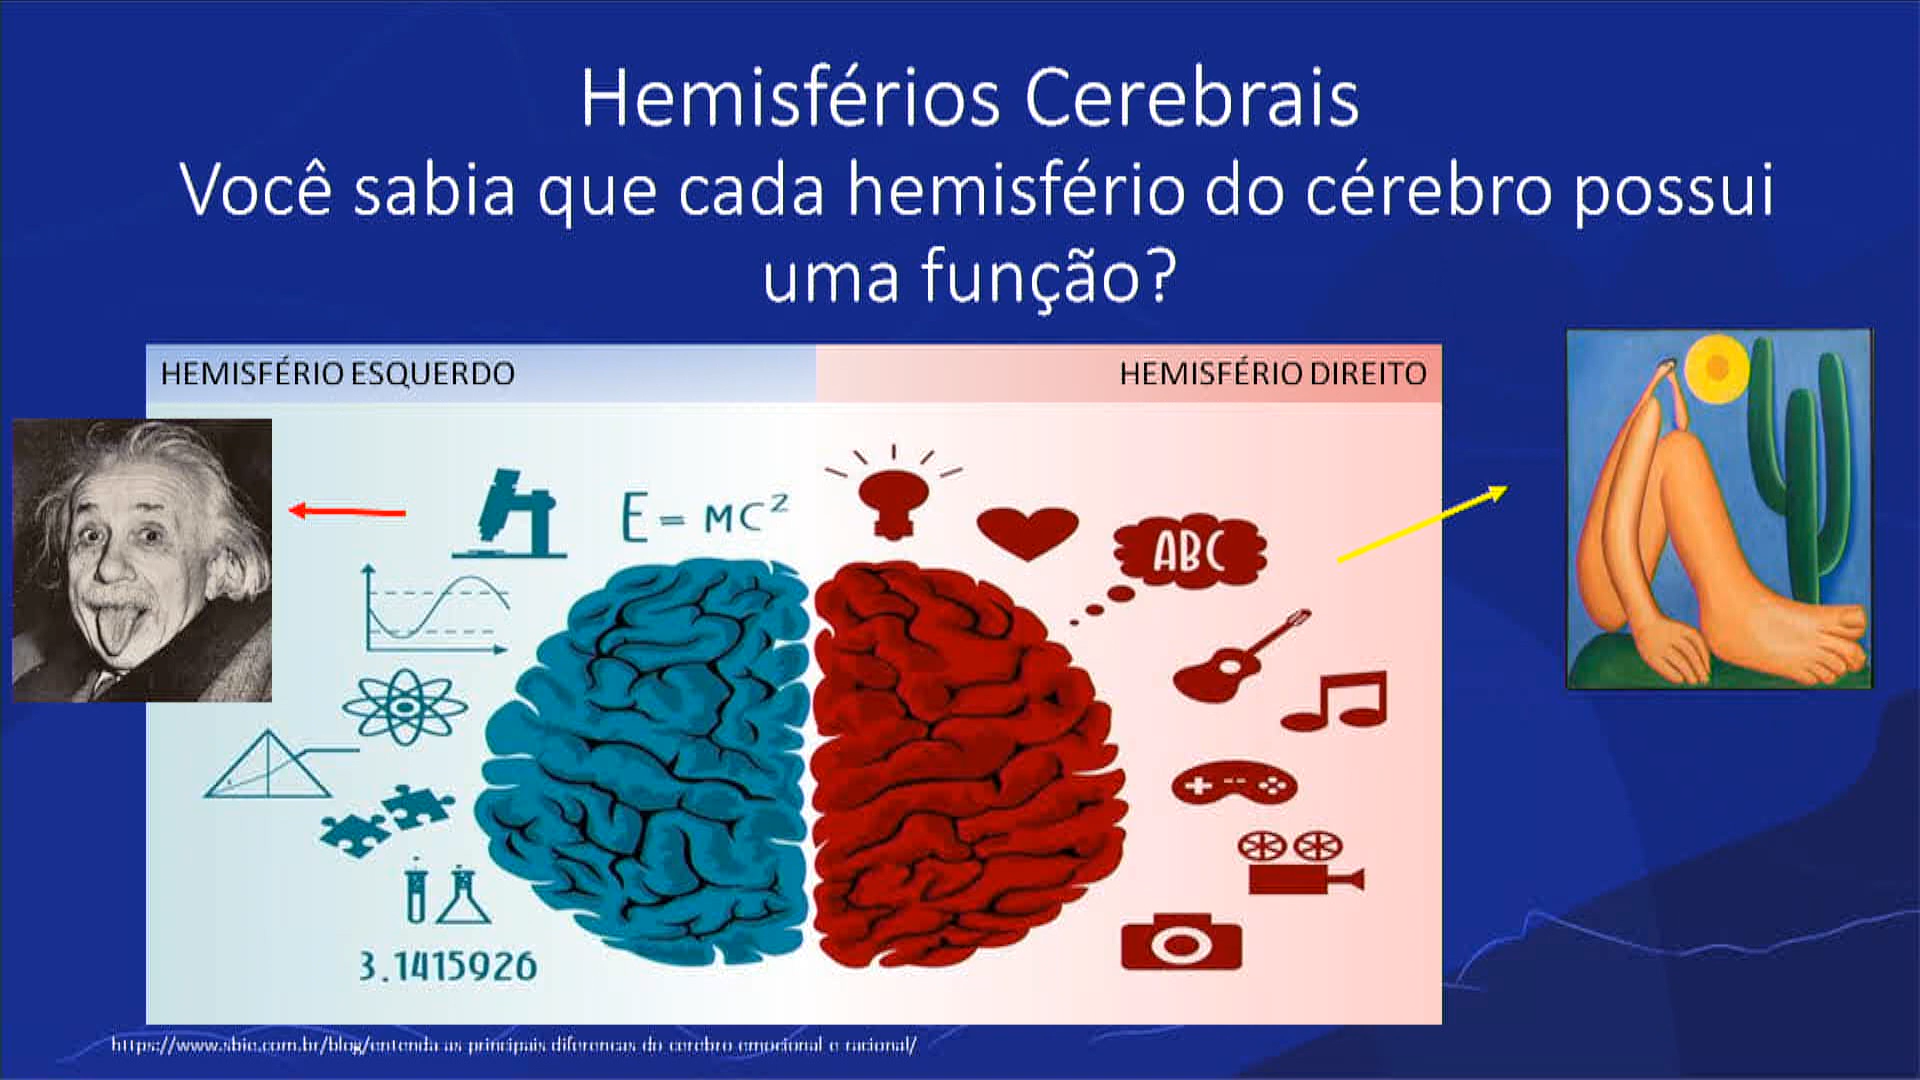 Hemisférios Cerebrais
Você sabia que cada hemisfério do cérebro possui
uma função?
HEMISFÉRIO ESQUERDO
HEMISFÉRIO DIREITO
E = MC²
ABC
3.1415926
https://www.sbie.com.br/blog/entenda-as-principais-diferencas-do-cerebro-emocional-e-racional/